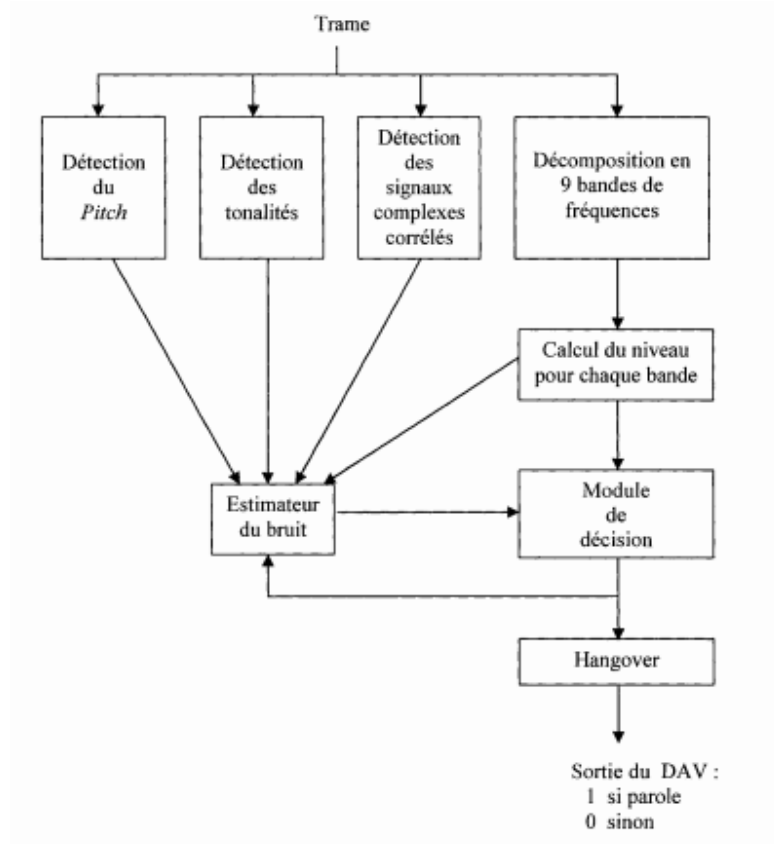 Trame
Détection
du
Pitch
Détection
des
tonalités
Détection
des
signaux
complexes
corrélés
Décomposition en
9 bandes de
fréquences
Calcul du niveau
pour chaque bande
Estimateur
du bruit
Module
de
décision
Hangover
Sortie du DAV :
1 si parole
0 sinon